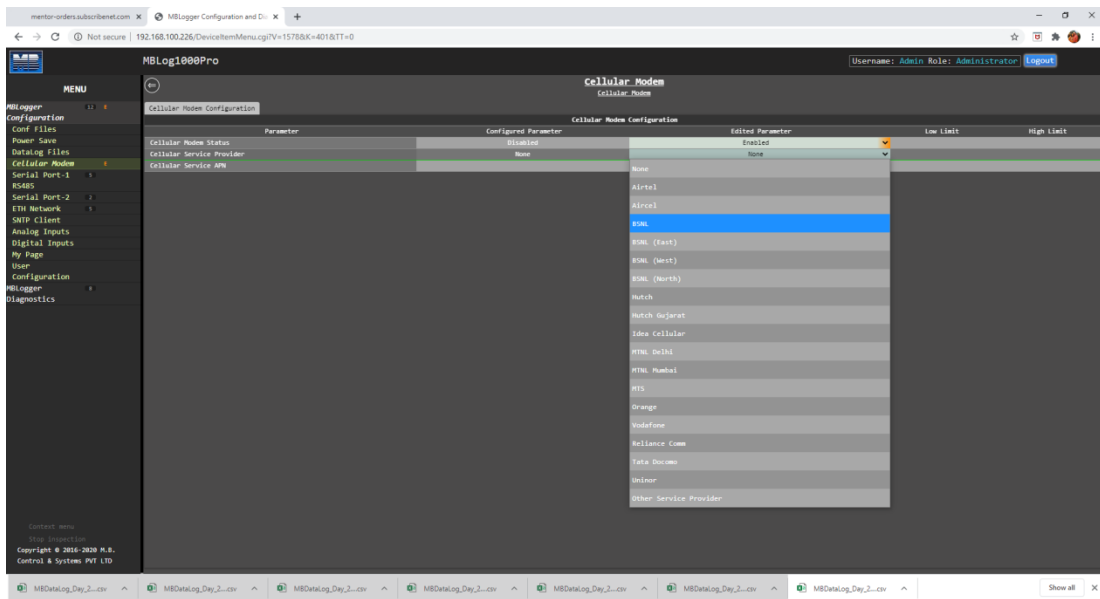 mentor-orders.subscribenet.com
MBLogger Configuration and Di
Not secure | 192.168.100.226/DeviceItemMenu.cgi?V=1578&K=401&TT=0
MBLog1000Pro
Username: Admin Role: Administrator
Logout
MENU
MBLogger
Configuration
Conf Files
Power Save
DataLog Files
Cellular Modem
Serial Port-1
RS485
Serial Port-2
ETH Network
SNTP Client
Analog Inputs
Digital Inputs
My Page
User
Configuration
MBLogger
Diagnostics
Context menu
Stop inspection
Copyright © 2016-2020 M.B.
Control & Systems PVT LTD
Cellular Modem
Cellular Modem
Cellular Modem Configuration
Cellular Modem Configuration
Parameter Configured Parameter Edited Parameter Low Limit High Limit
Cellular Modem Status Disabled Enabled
Cellular Service Provider None None
Cellular Service APN
None
Airtel
Aircel
BSNL
BSNL (East)
BSNL (West)
BSNL (North)
Hutch
Hutch Gujarat
Idea Cellular
MTNL Delhi
MTNL Mumbai
MTS
Orange
Vodafone
Reliance Comm
Tata Docomo
Uninor
Other Service Provider
MBDataLog_Day_2....csv
MBDataLog_Day_2....csv
MBDataLog_Day_2....csv
MBDataLog_Day_2....csv
MBDataLog_Day_2....csv
MBDataLog_Day_2....csv
MBDataLog_Day_2....csv
Show all